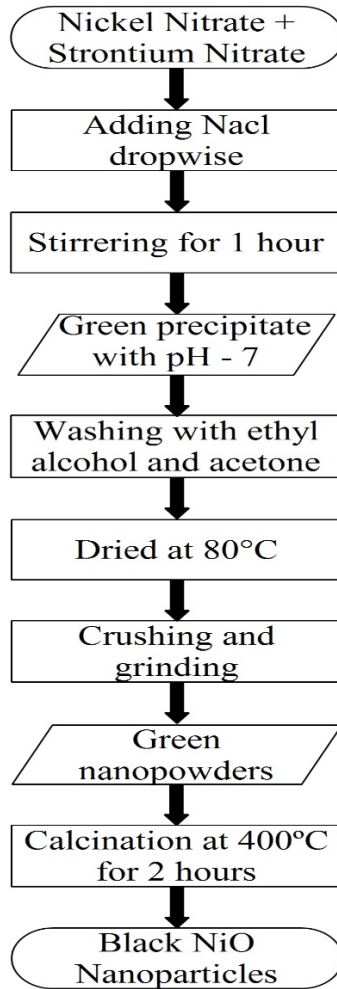 Nickel Nitrate +
Strontium Nitrate
Adding Nacl
dropwise
Stirrering for 1 hour
Green precipitate
with pH - 7
Washing with ethyl
alcohol and acetone
Dried at 80°C
Crushing and
grinding
Green
nanopowders
Calcination at 400ºC
for 2 hours
Black NiO
Nanoparticles